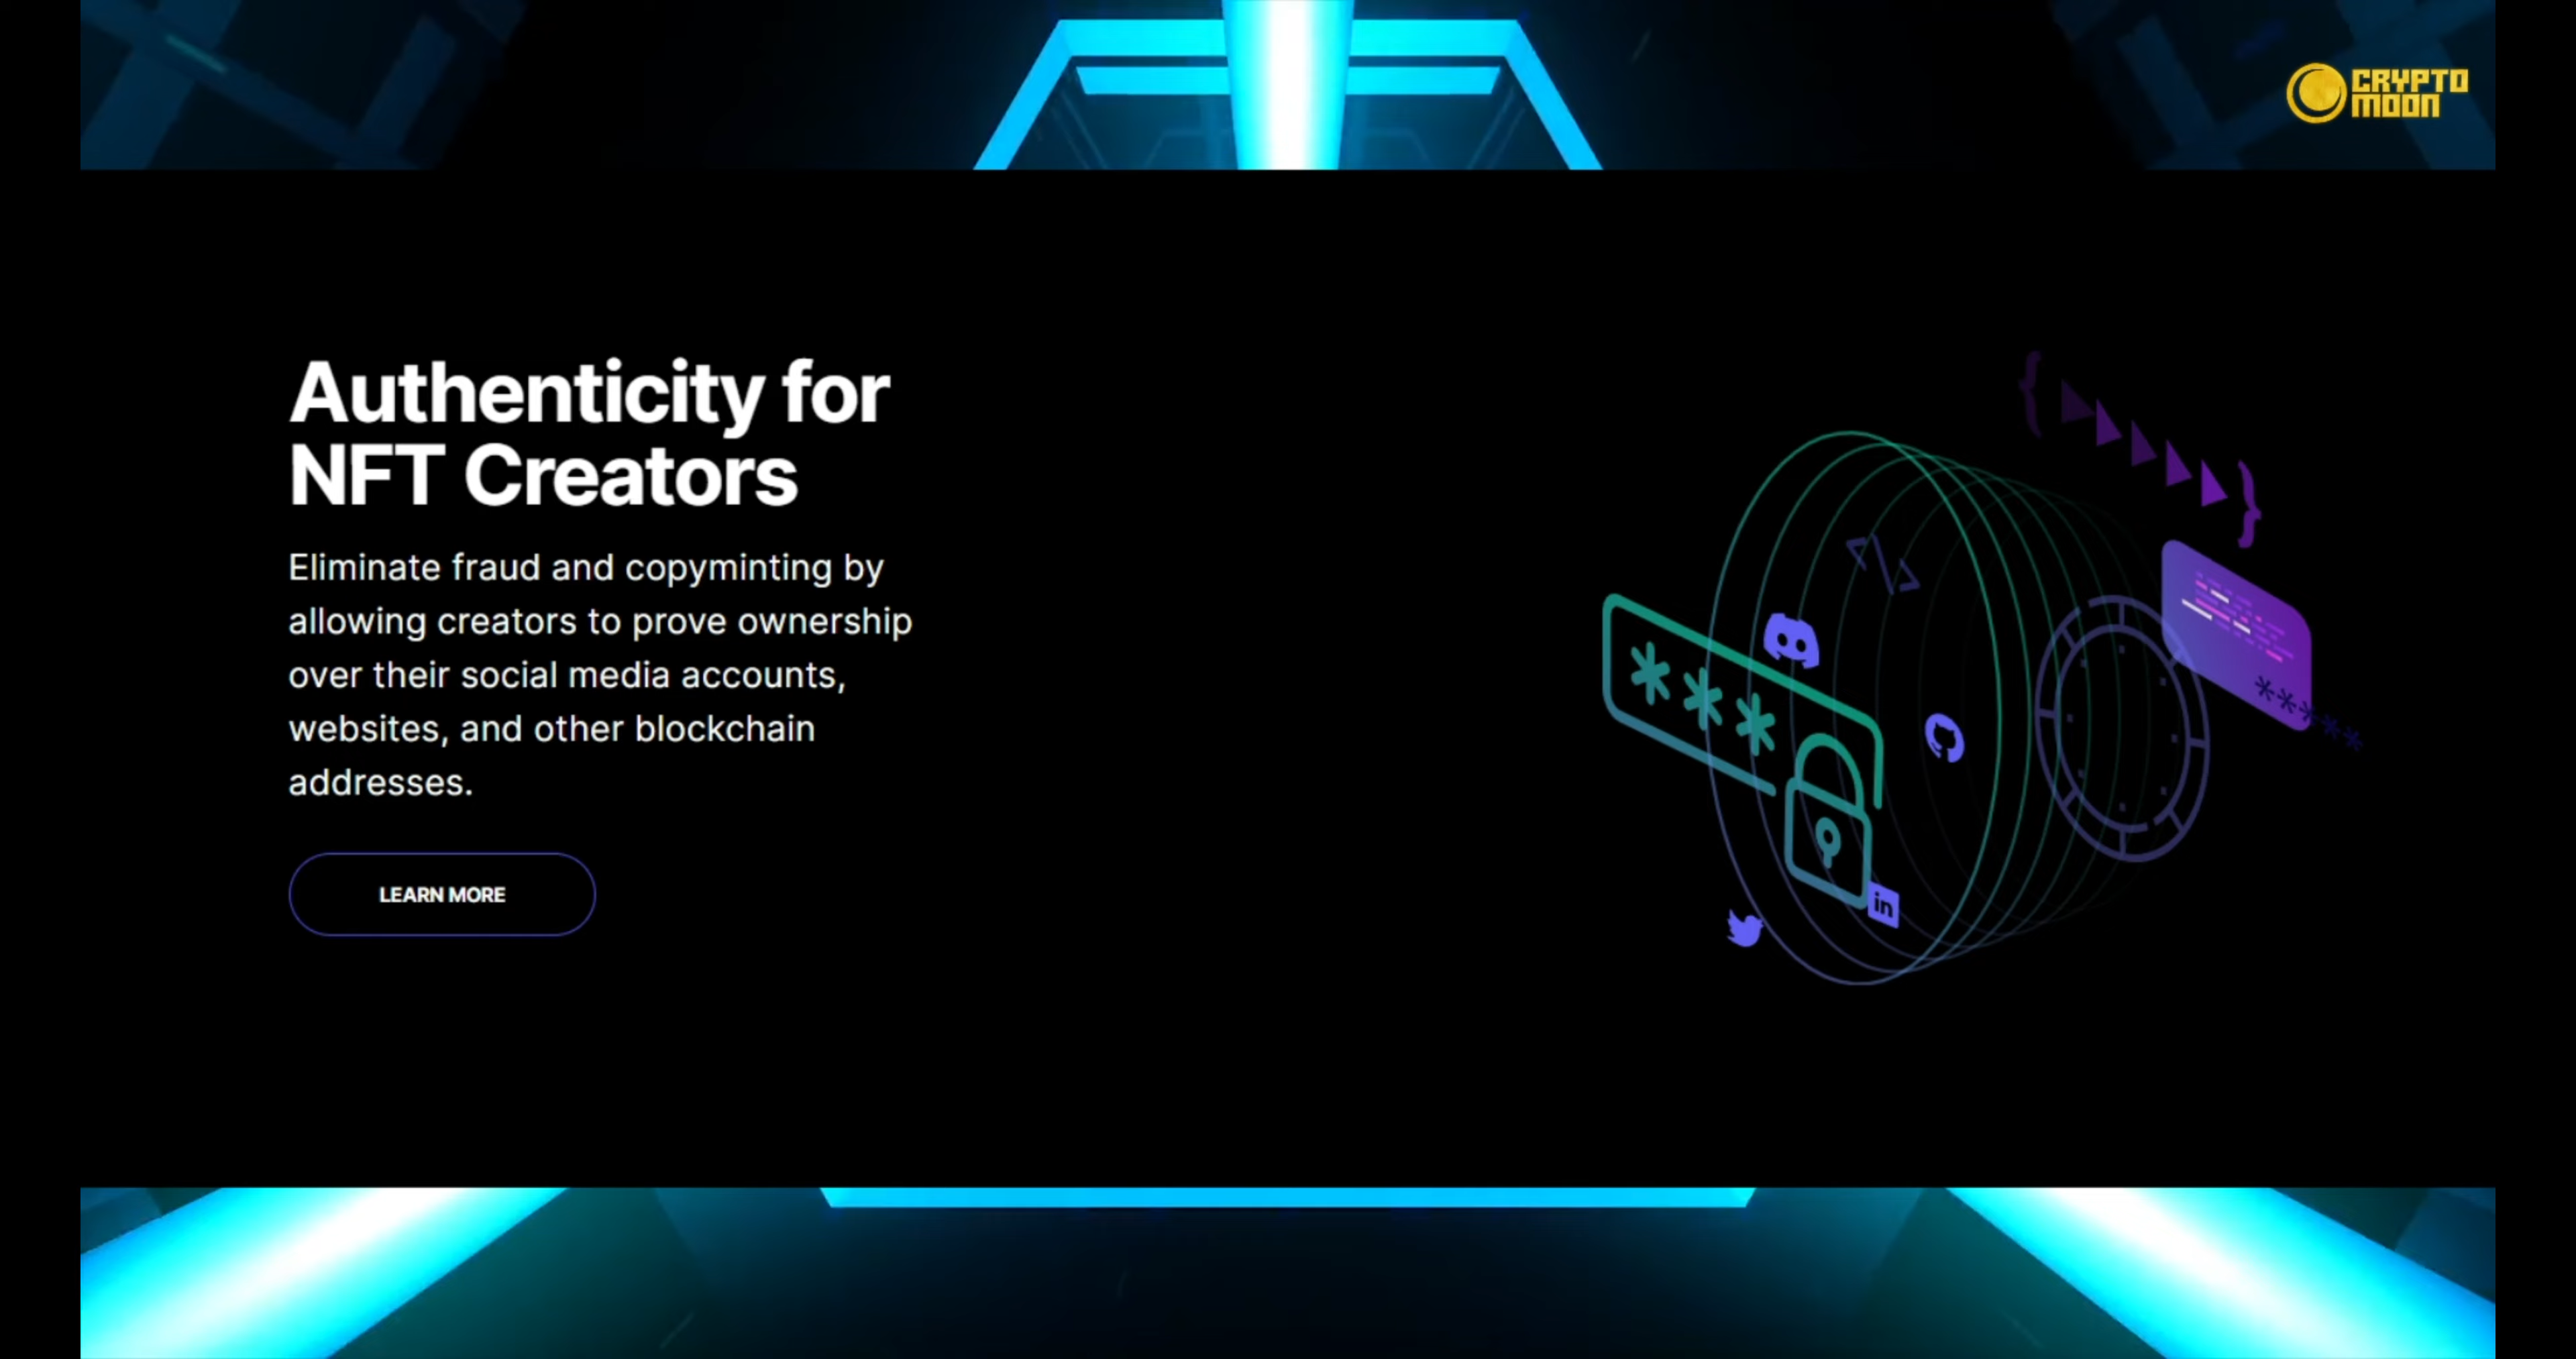 CRYPTO
MOON
Authenticity for
NFT Creators
Eliminate fraud and copyminting by
allowing creators to prove ownership
over their social media accounts,
websites, and other blockchain
addresses.
LEARN MORE
***
in
*****